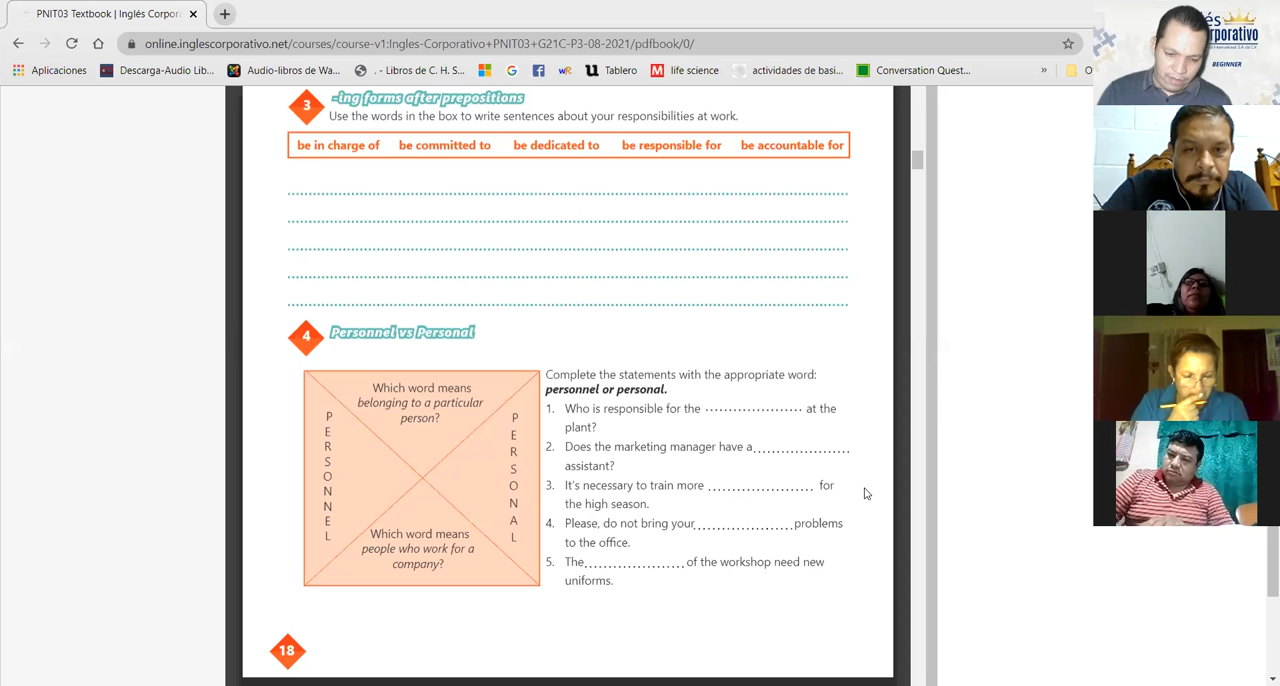 PNIT03 Textbook | Inglés Corpor
online.inglescorporativo.net/courses/course-v1:Ingles-Corporativo+PNIT03+G21C-P3-08-2021/pdfbook/0/
Aplicaciones
Descarga Audio Lib...
Audio-libros de Wa...
. - Libros de C. H. S...
wR
Tablero
life science
actividades de basi...
Conversation Quest...
»
BEGINNER
3
-ing forms after prepositions
Use the words in the box to write sentences about your responsibilities at work.
be in charge of be committed to be dedicated to be responsible for be accountable for
4
Personnel vs Personal
Which word means
belonging to a particular
person?
PERSONNEL
PERSONAL
Which word means
people who work for a
company?
Complete the statements with the appropriate word:
personnel or personal.
1. Who is responsible for the .................... at the
plant?
2. Does the marketing manager have a....................
assistant?
3. It's necessary to train more ...................... for
the high season.
4. Please, do not bring your....................problems
to the office.
5. The.....................of the workshop need new
uniforms.
18